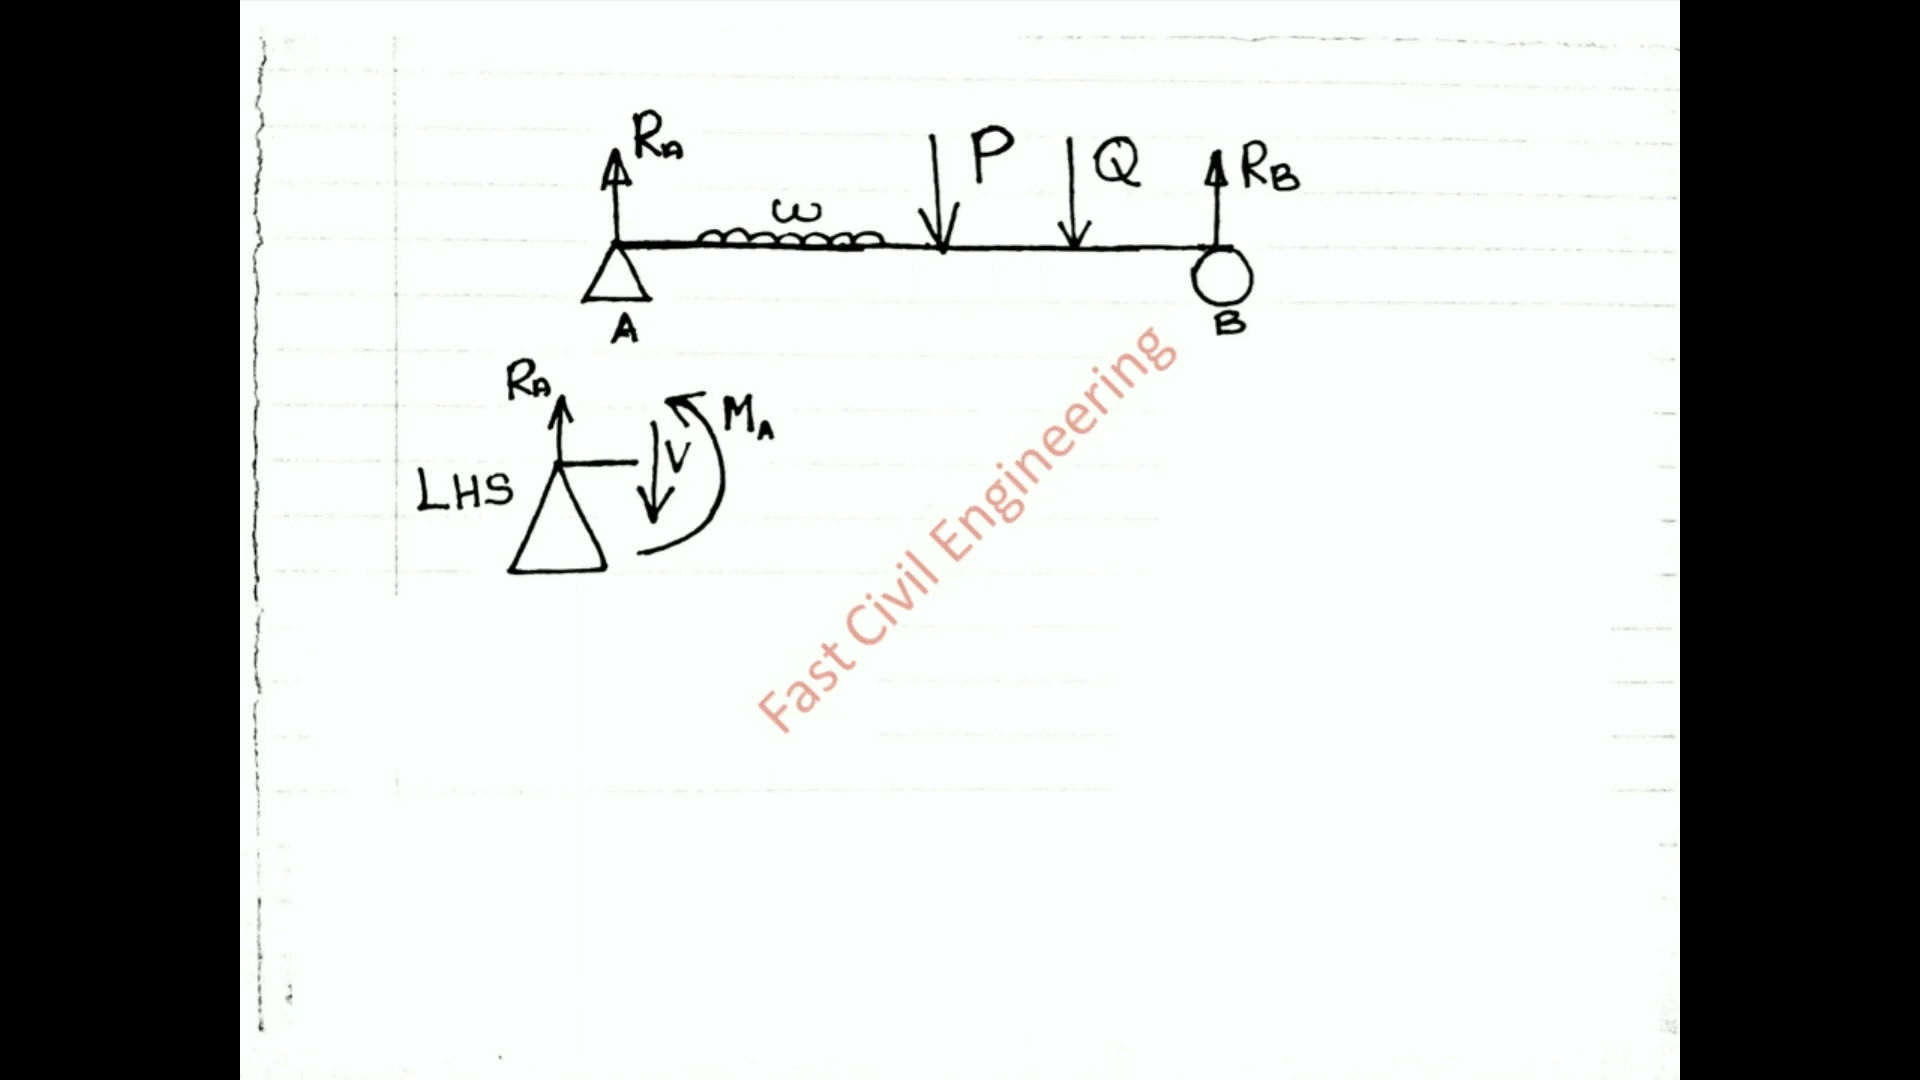 RA
P
Q
RB
ω
A
B
RA
MA
V
LHS
Fast Civil Engineering